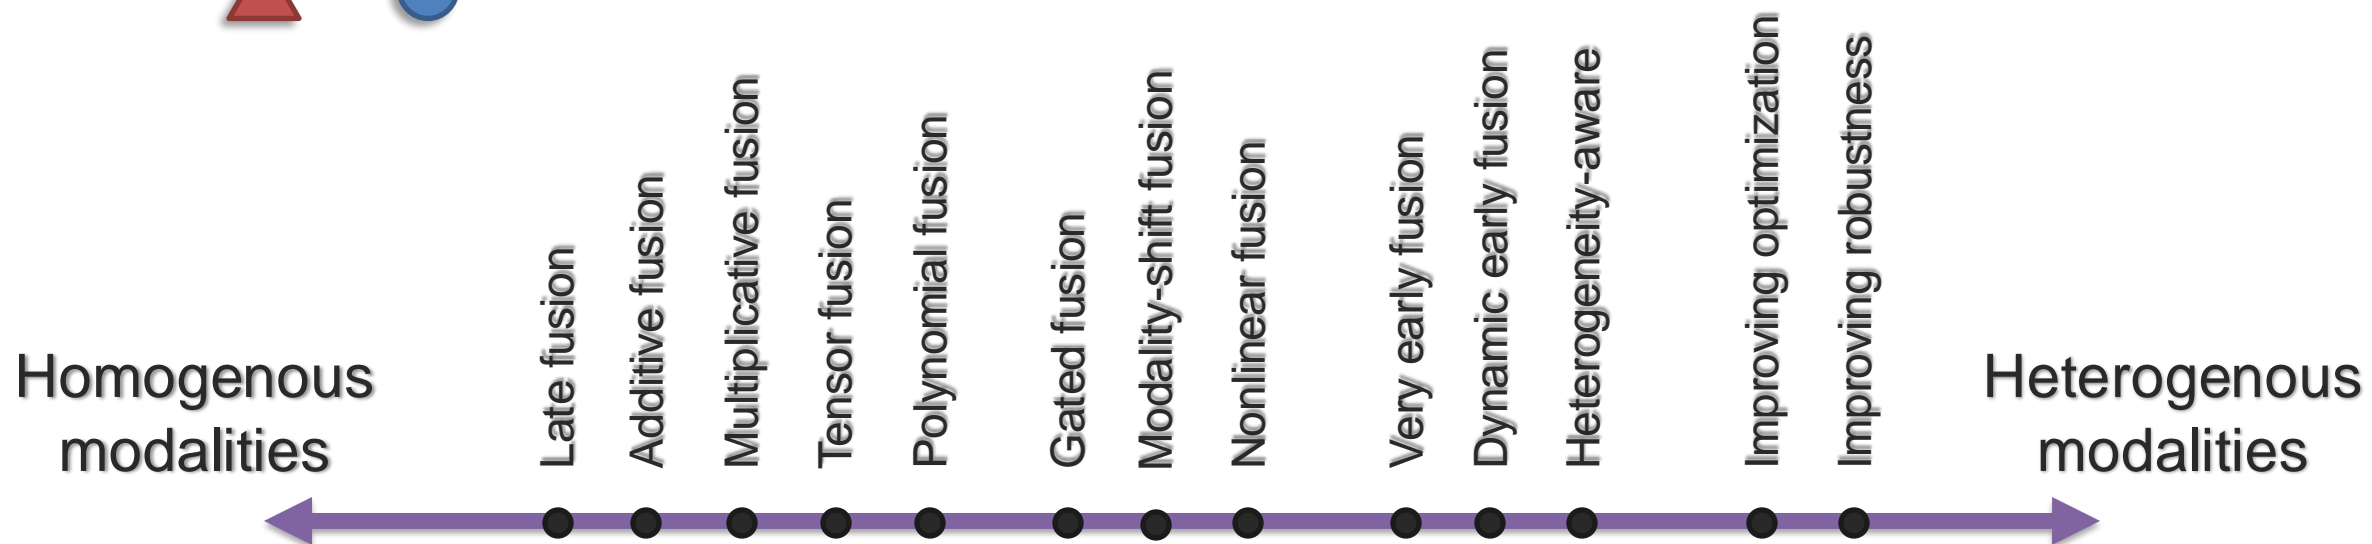 Homogenous
modalities
Late fusion
Additive fusion
Multiplicative fusion
Tensor fusion
Polynomial fusion
Gated fusion
Modality-shift fusion
Nonlinear fusion
Very early fusion
Dynamic early fusion
Heterogeneity-aware
Improving optimization
Improving robustness
Heterogenous
modalities